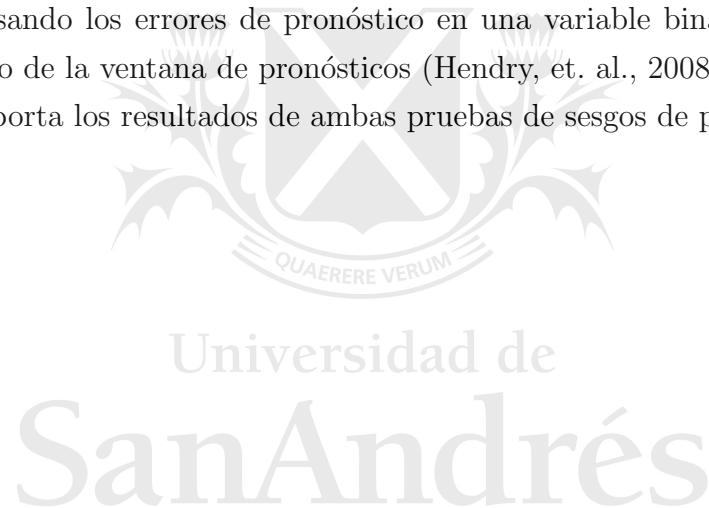 sando los errores de pronóstico en una variable bina
o de la ventana de pronósticos (Hendry, et. al., 2008
porta los resultados de ambas pruebas de sesgos de p
QUAERERE VERUM
Universidad de
SanAndrés